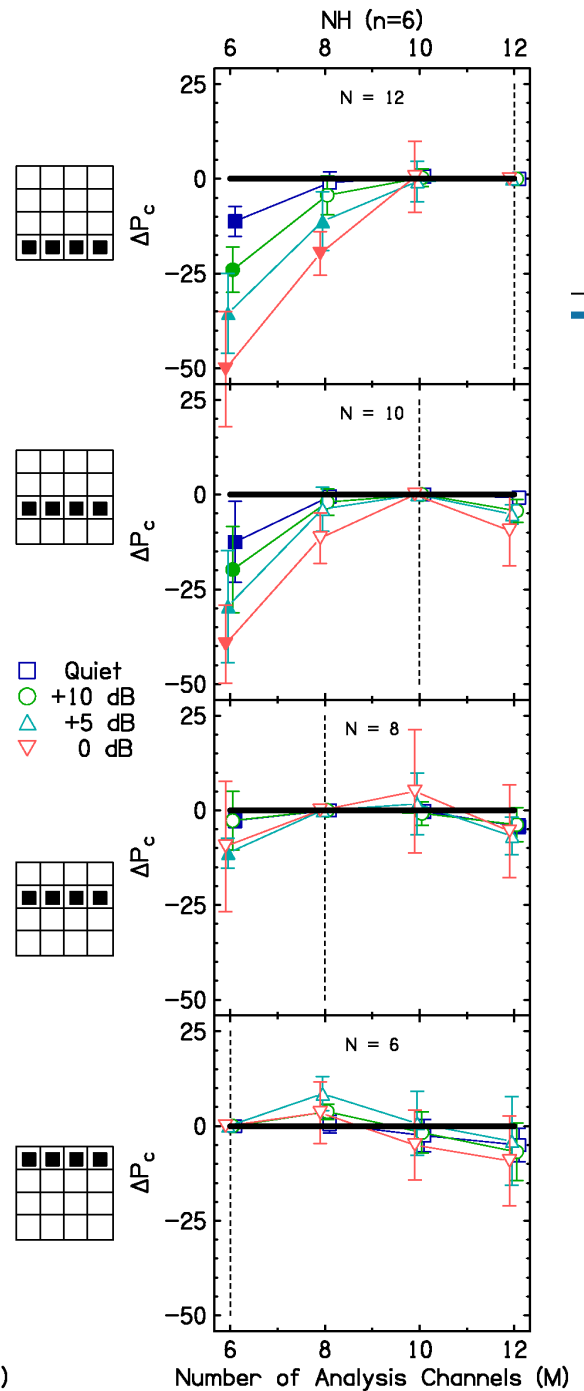 NH (n=6)
6 8 10 12
N = 12
25
0
−25
−50
ΔPc
N = 10
25
0
−25
−50
ΔPc
Quiet
+10 dB
+5 dB
0 dB
N = 8
25
0
−25
−50
ΔPc
N = 6
25
0
−25
−50
ΔPc
6 8 10 12
) Number of Analysis Channels (M)